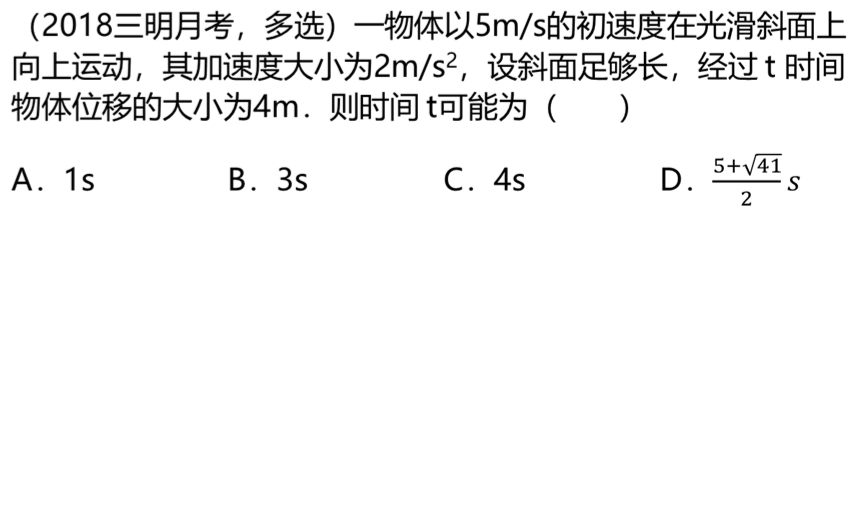 （2018三明月考，多选）一物体以5m/s的初速度在光滑斜面上
向上运动，其加速度大小为2m/s²，设斜面足够长，经过 t 时间
物体位移的大小为4m．则时间 t可能为（　　）
A．1s B．3s C．4s D．$\frac{5+\sqrt{41}}{2}s$